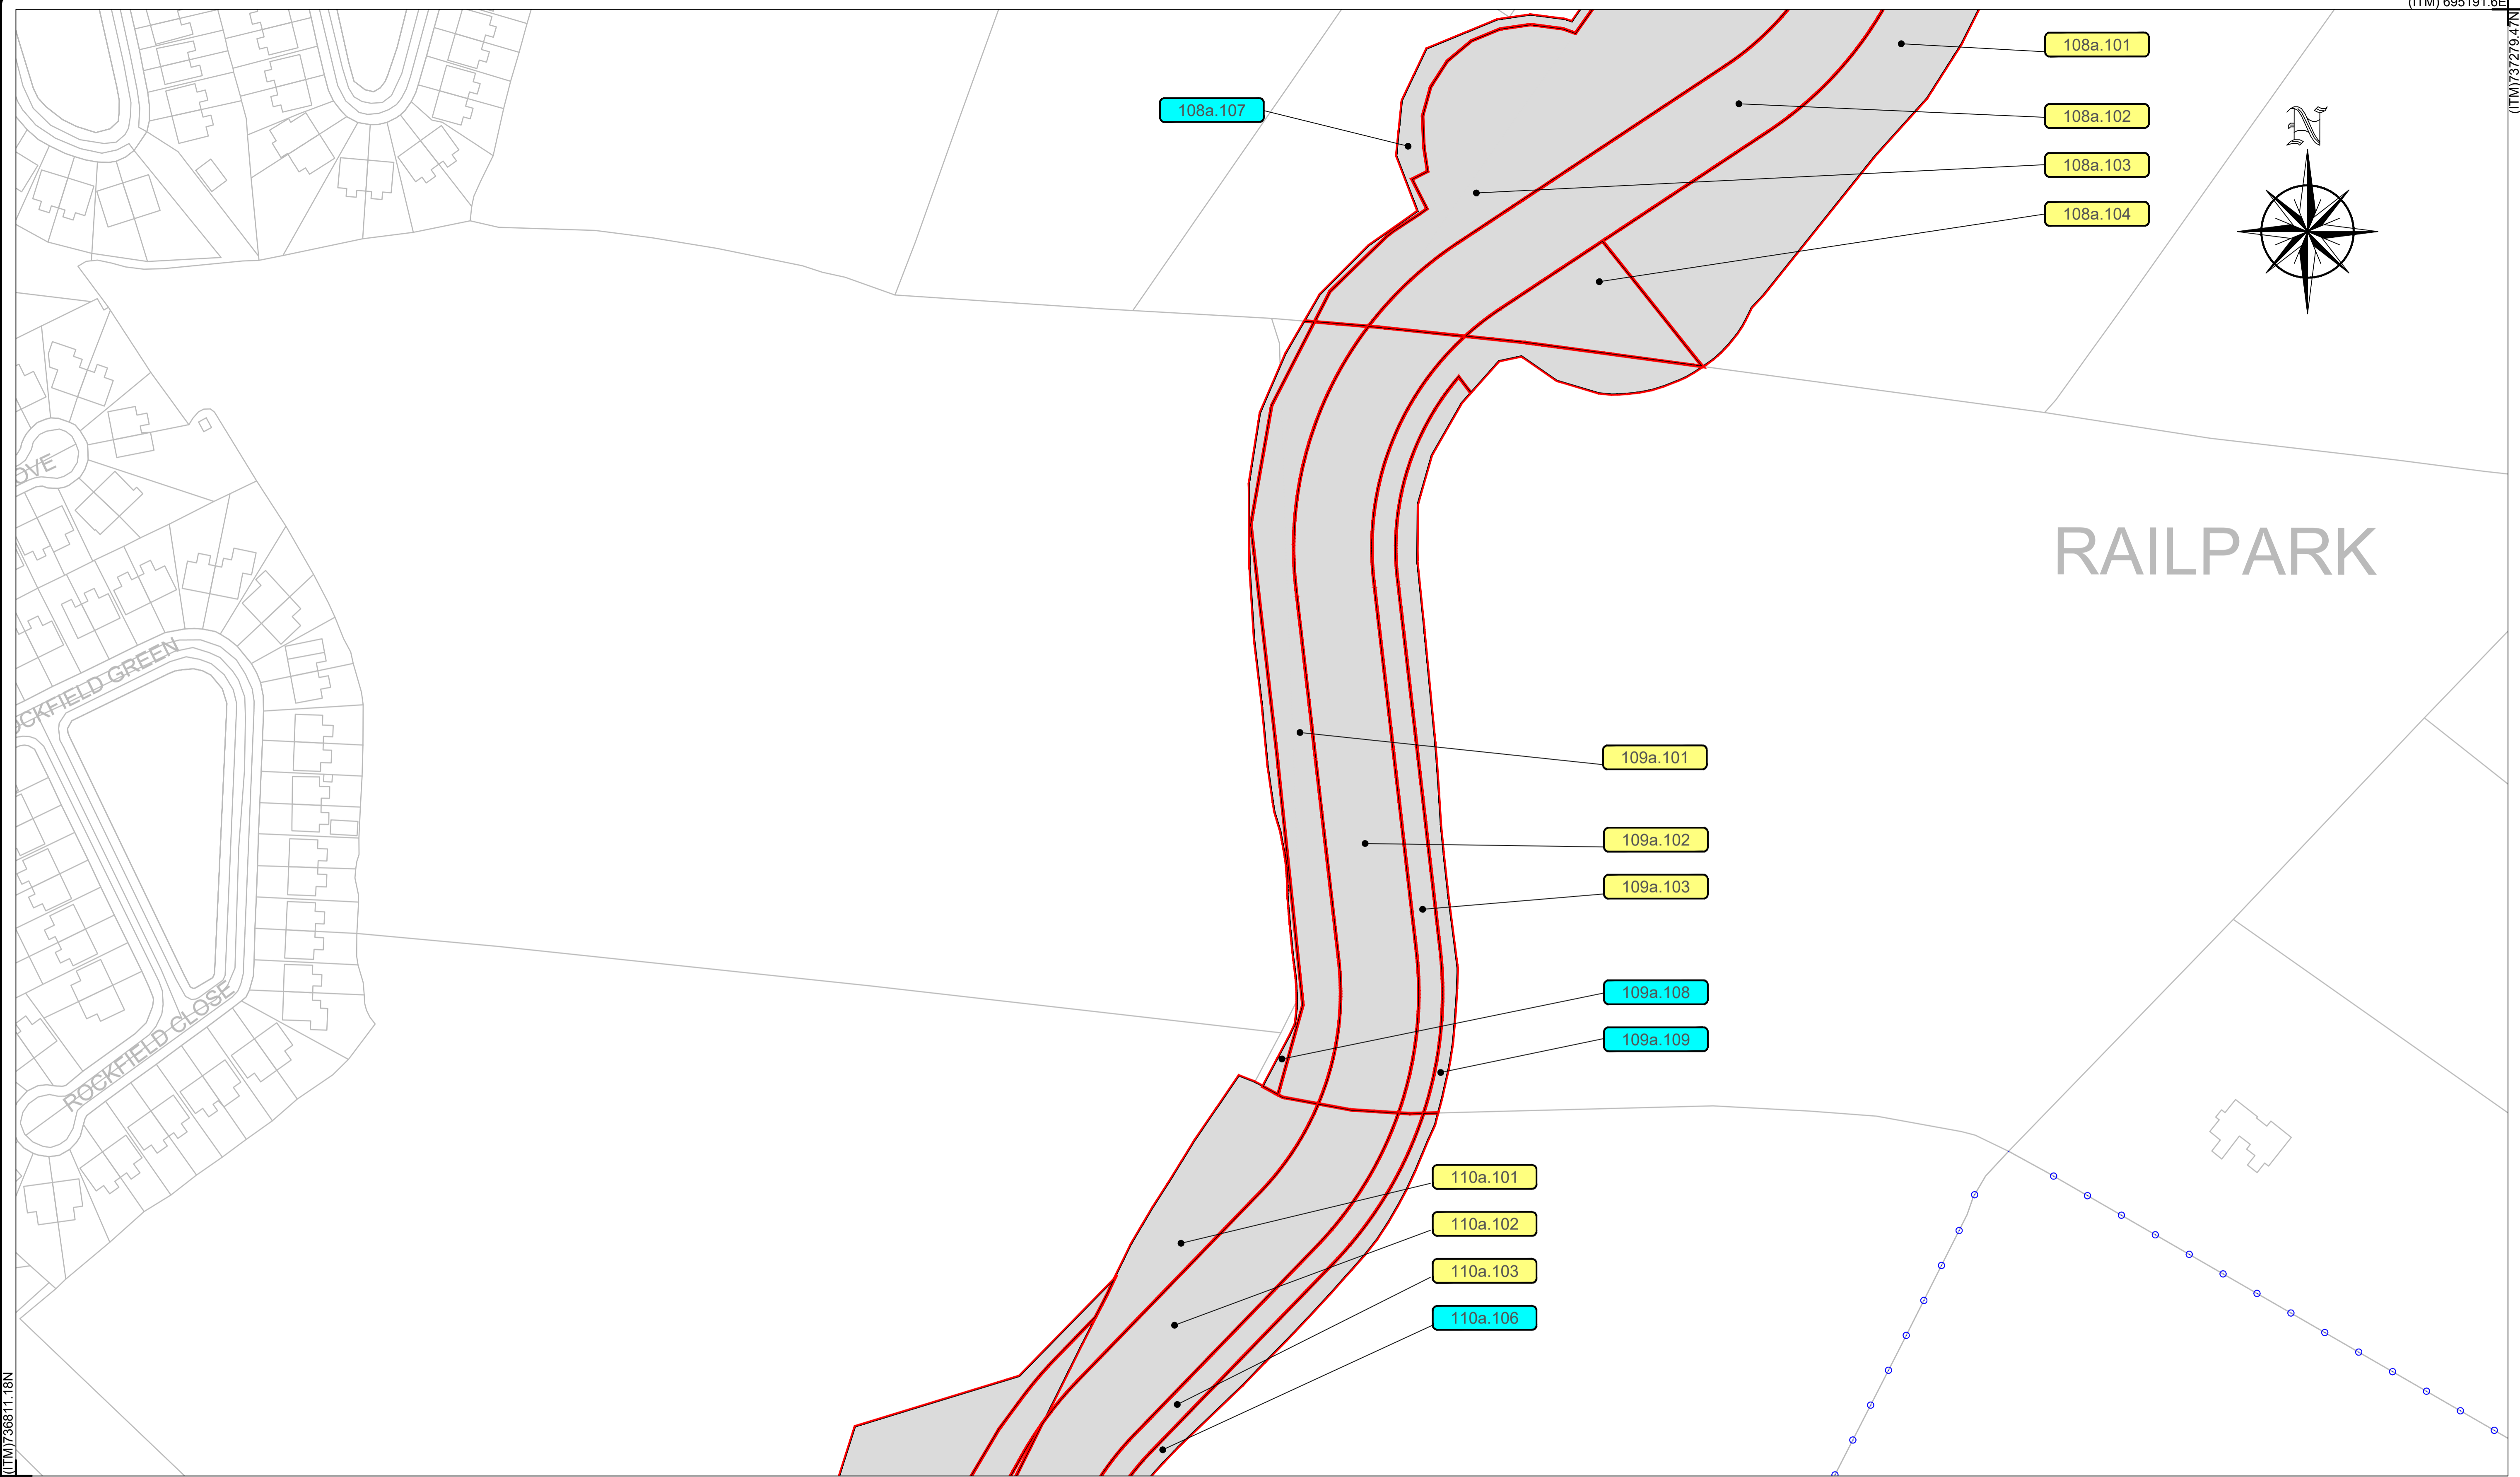 (ITM) 695191.6E
(ITM)737279.47N
108a.101
108a.107
108a.102
N
108a.103
108a.104
OVE
RAILPARK
OCKFIELD GREEN
109a.101
109a.102
109a.103
109a.108
ROCKFIELD CLOSE
109a.109
110a.101
110a.102
110a.103
110a.106
(ITM)736811.18N